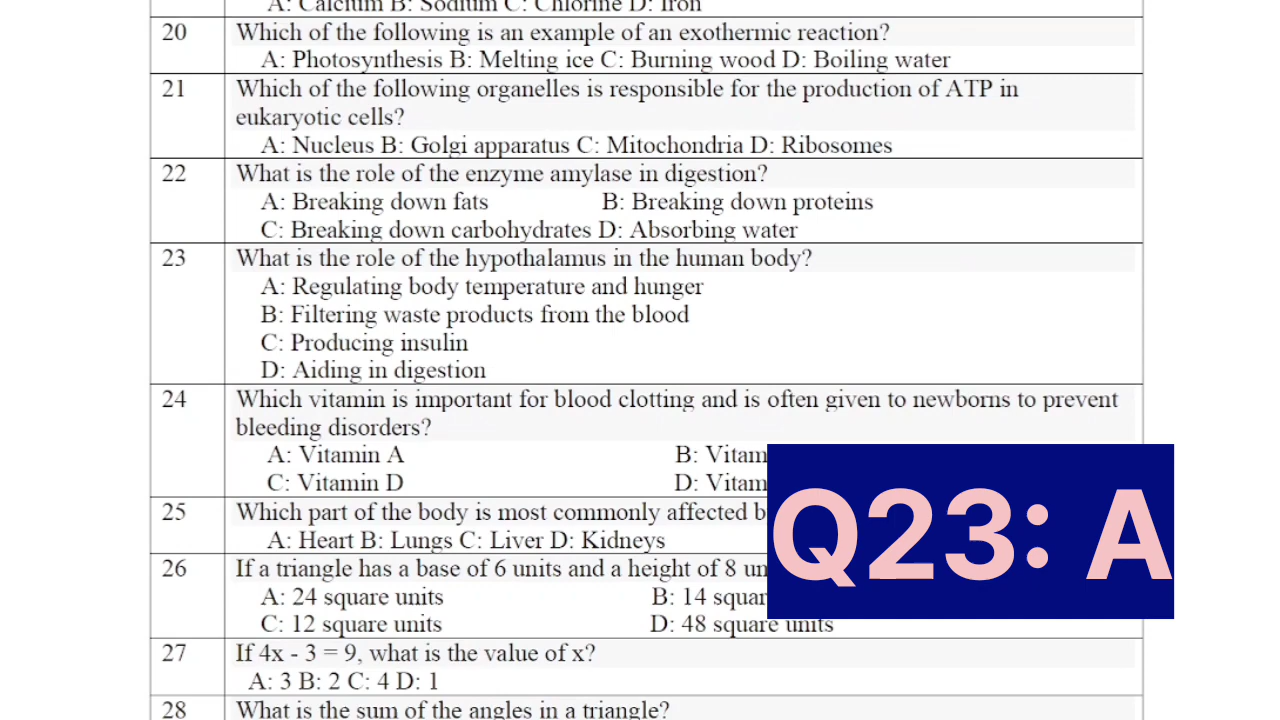 A: Calcium B: Sodium C: Chlorine D: Iron
20 Which of the following is an example of an exothermic reaction?
A: Photosynthesis B: Melting ice C: Burning wood D: Boiling water
21 Which of the following organelles is responsible for the production of ATP in
eukaryotic cells?
A: Nucleus B: Golgi apparatus C: Mitochondria D: Ribosomes
22 What is the role of the enzyme amylase in digestion?
A: Breaking down fats B: Breaking down proteins
C: Breaking down carbohydrates D: Absorbing water
23 What is the role of the hypothalamus in the human body?
A: Regulating body temperature and hunger
B: Filtering waste products from the blood
C: Producing insulin
D: Aiding in digestion
24 Which vitamin is important for blood clotting and is often given to newborns to prevent
bleeding disorders?
A: Vitamin A B:
C: Vitamin D D:
25 Which part of the body is most commonly affected
A: Heart B: Lungs C: Liver D: Kidneys
26 If a triangle has a base of 6 units and a height of 8
A: 24 square units B: 14
C: 12 square units D: 48 square units
27 If 4x - 3 = 9, what is the value of x?
A: 3 B: 2 C: 4 D: 1
28 What is the sum of the angles in a triangle?
Q23: A